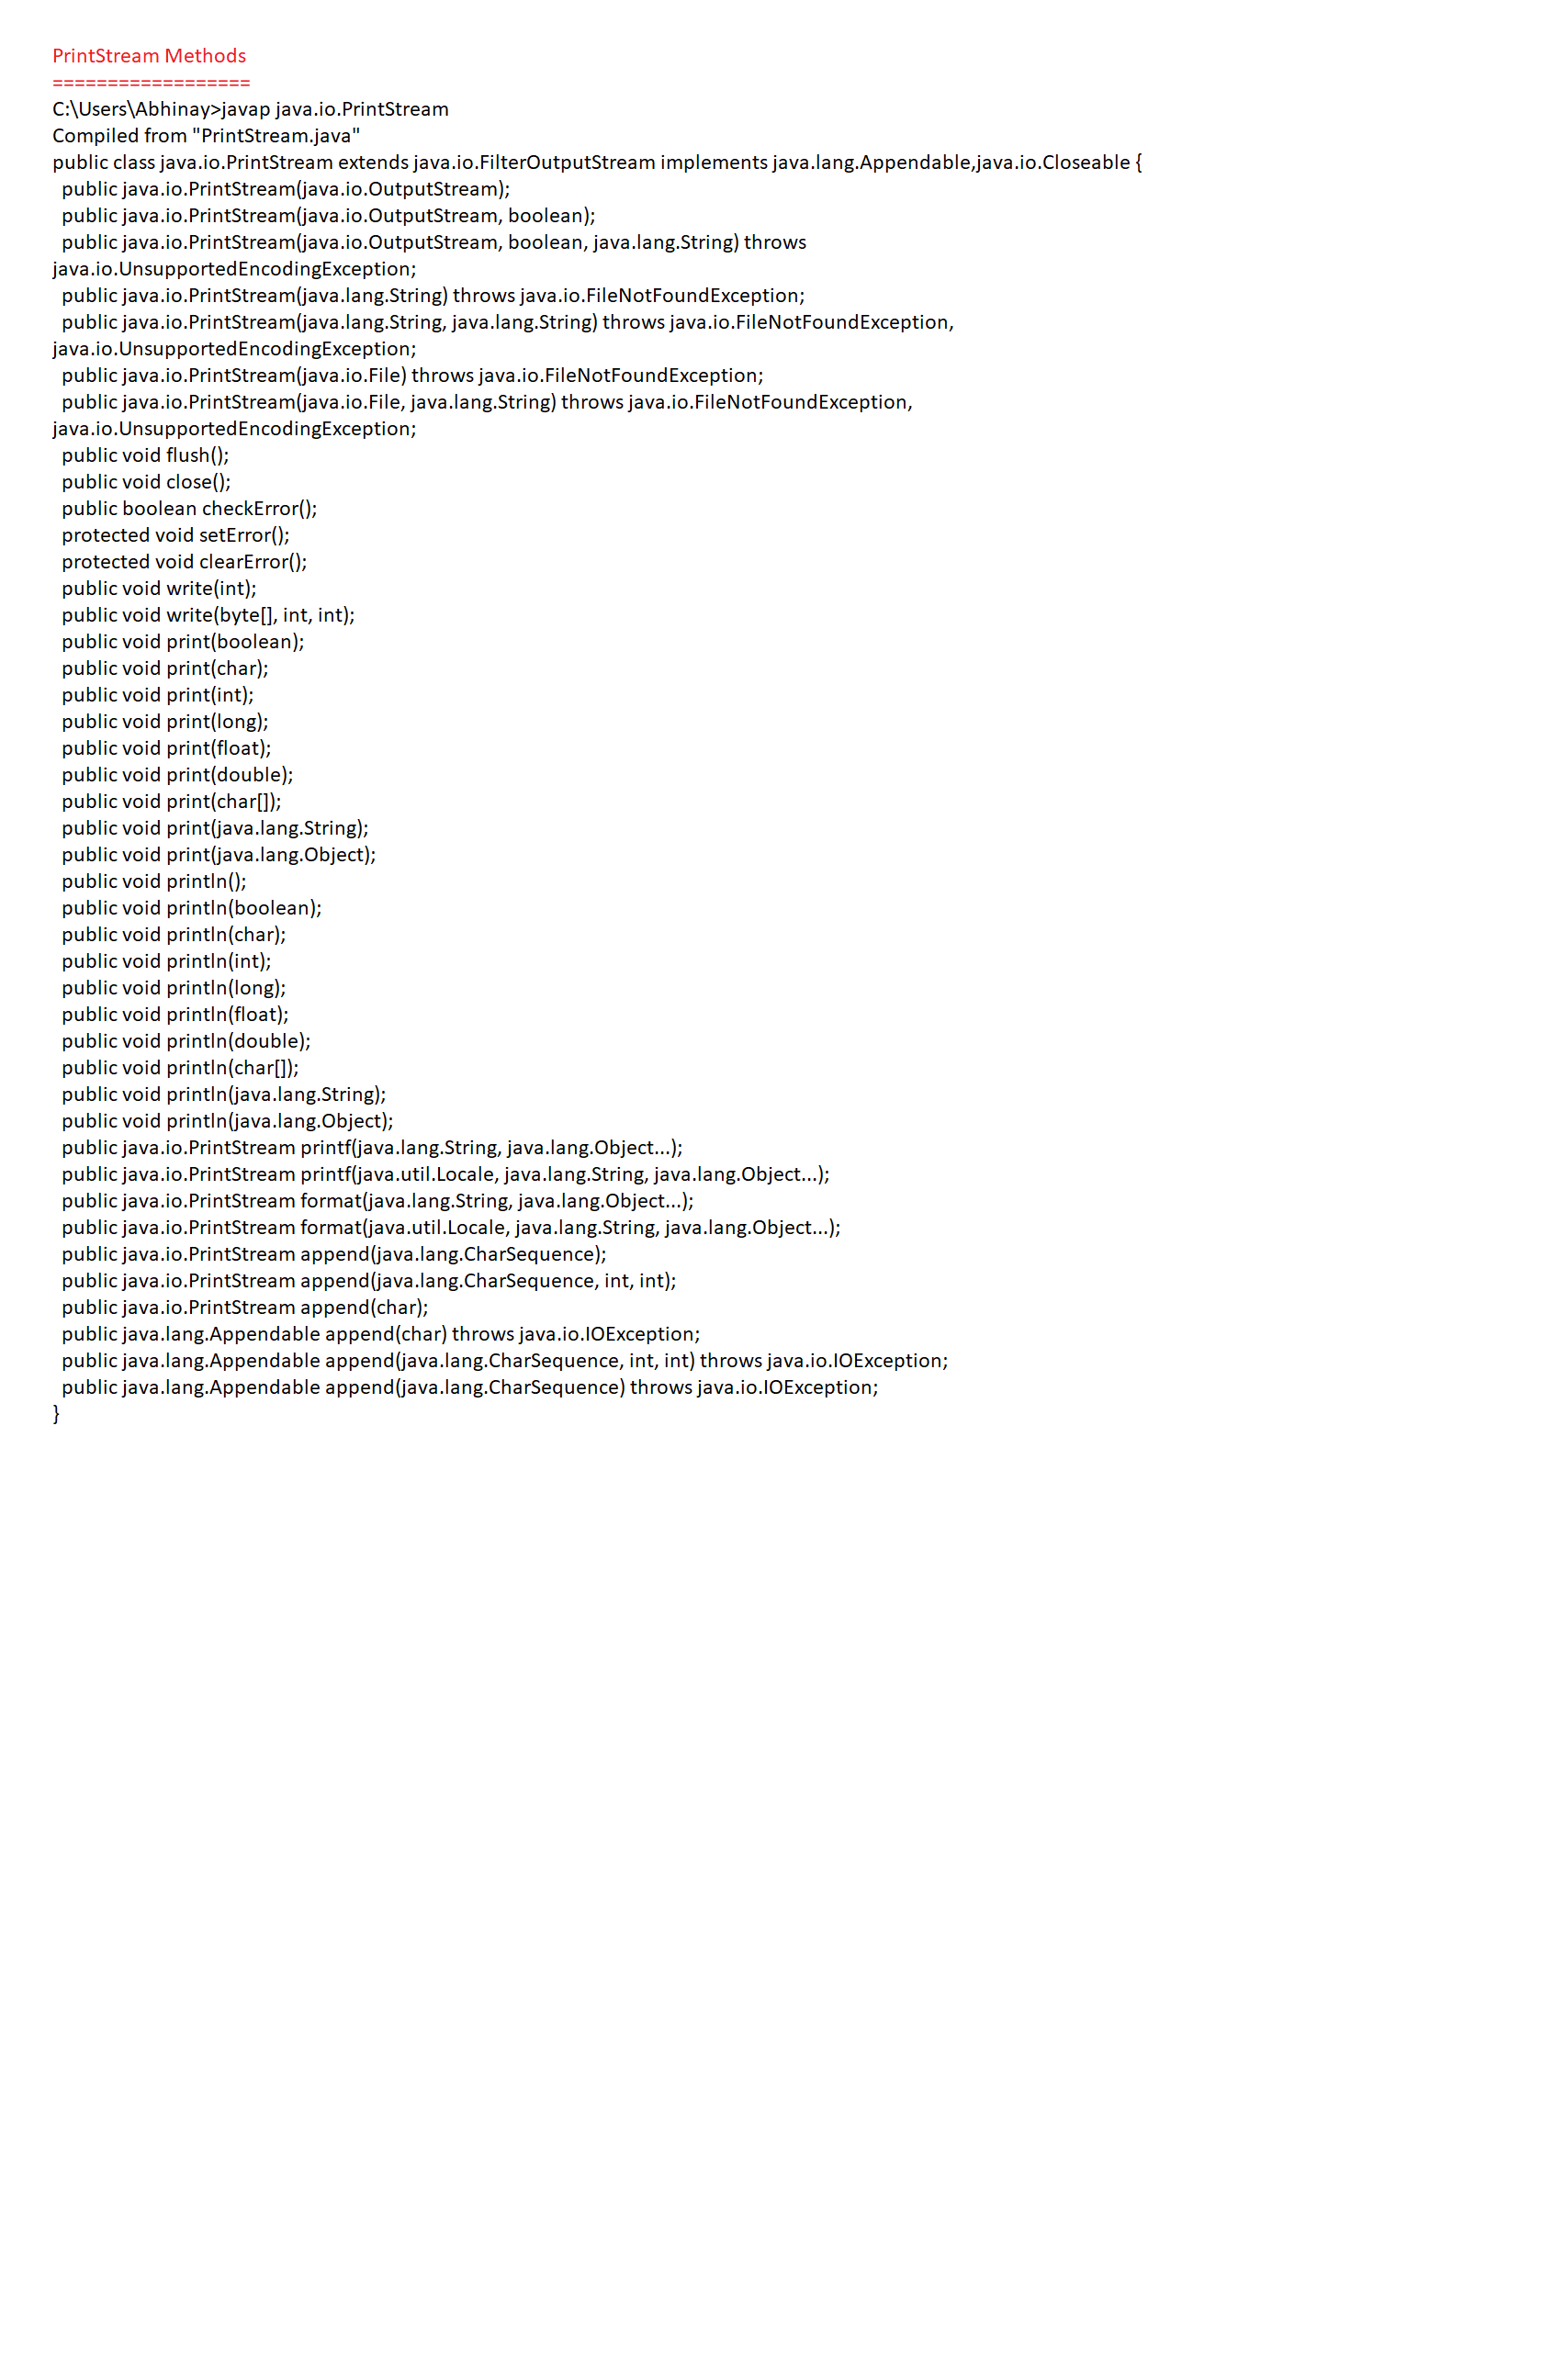 PrintStream Methods
==================
C:\Users\Abhinay>javap java.io.PrintStream
Compiled from "PrintStream.java"
public class java.io.PrintStream extends java.io.FilterOutputStream implements java.lang.Appendable,java.io.Closeable {
  public java.io.PrintStream(java.io.OutputStream);
  public java.io.PrintStream(java.io.OutputStream, boolean);
  public java.io.PrintStream(java.io.OutputStream, boolean, java.lang.String) throws
java.io.UnsupportedEncodingException;
  public java.io.PrintStream(java.lang.String) throws java.io.FileNotFoundException;
  public java.io.PrintStream(java.lang.String, java.lang.String) throws java.io.FileNotFoundException,
java.io.UnsupportedEncodingException;
  public java.io.PrintStream(java.io.File) throws java.io.FileNotFoundException;
  public java.io.PrintStream(java.io.File, java.lang.String) throws java.io.FileNotFoundException,
java.io.UnsupportedEncodingException;
  public void flush();
  public void close();
  public boolean checkError();
  protected void setError();
  protected void clearError();
  public void write(int);
  public void write(byte[], int, int);
  public void print(boolean);
  public void print(char);
  public void print(int);
  public void print(long);
  public void print(float);
  public void print(double);
  public void print(char[]);
  public void print(java.lang.String);
  public void print(java.lang.Object);
  public void println();
  public void println(boolean);
  public void println(char);
  public void println(int);
  public void println(long);
  public void println(float);
  public void println(double);
  public void println(char[]);
  public void println(java.lang.String);
  public void println(java.lang.Object);
  public java.io.PrintStream printf(java.lang.String, java.lang.Object...);
  public java.io.PrintStream printf(java.util.Locale, java.lang.String, java.lang.Object...);
  public java.io.PrintStream format(java.lang.String, java.lang.Object...);
  public java.io.PrintStream format(java.util.Locale, java.lang.String, java.lang.Object...);
  public java.io.PrintStream append(java.lang.CharSequence);
  public java.io.PrintStream append(java.lang.CharSequence, int, int);
  public java.io.PrintStream append(char);
  public java.lang.Appendable append(char) throws java.io.IOException;
  public java.lang.Appendable append(java.lang.CharSequence, int, int) throws java.io.IOException;
  public java.lang.Appendable append(java.lang.CharSequence) throws java.io.IOException;
}